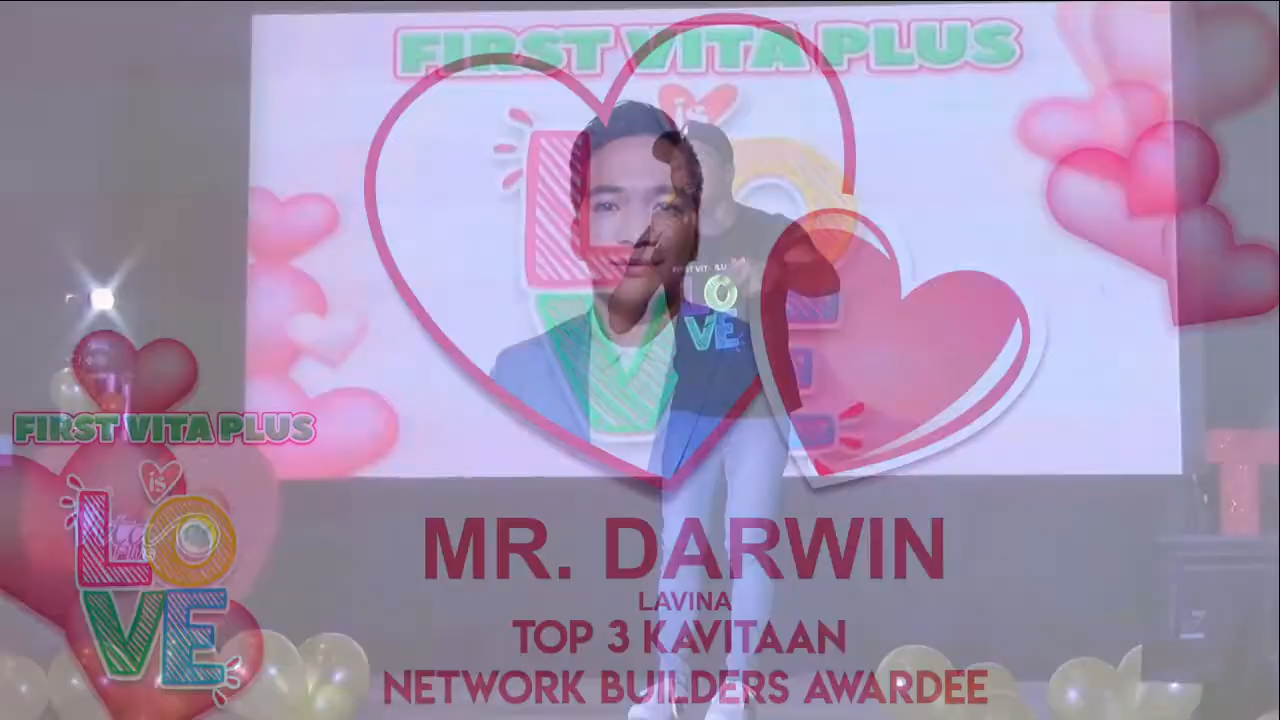 FIRST VITA PLUS
is
LOVE
FIRST VITA PLUS
is
LOVE
MR. DARWIN
LAVINA
TOP 3 KAVITAAN
NETWORK BUILDERS AWARDEE